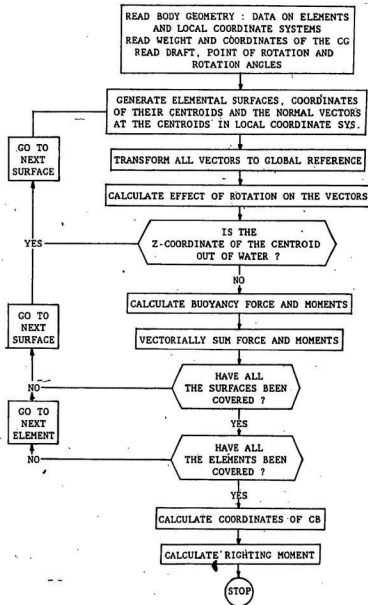 READ BODY GEOMETRY : DATA ON ELEMENTS
AND LOCAL COORDINATE SYSTEMS
READ WEIGHT AND COORDINATES OF THE CG
READ DRAFT, POINT OF ROTATION AND
ROTATION ANGLES
GENERATE ELEMENTAL SURFACES, COORDINATES
OF THEIR CENTROIDS AND THE NORMAL VECTORS
AT THE CENTROIDS IN LOCAL COORDINATE SYS.
GO TO
NEXT
SURFACE
TRANSFORM ALL VECTORS TO GLOBAL REFERENCE
CALCULATE EFFECT OF ROTATION ON THE VECTORS
IS THE
Z-COORDINATE OF THE CENTROID
OUT OF WATER ?
YES
NO
CALCULATE BUOYANCY FORCE AND MOMENTS
GO TO
NEXT
SURFACE
VECTORIALLY SUM FORCE AND MOMENTS
HAVE ALL
THE SURFACES BEEN
COVERED ?
NO
YES
GO TO
NEXT
ELEMENT
HAVE ALL
THE ELEMENTS BEEN
COVERED ?
NO
YES
CALCULATE COORDINATES OF CB
CALCULATE RIGHTING MOMENT
STOP